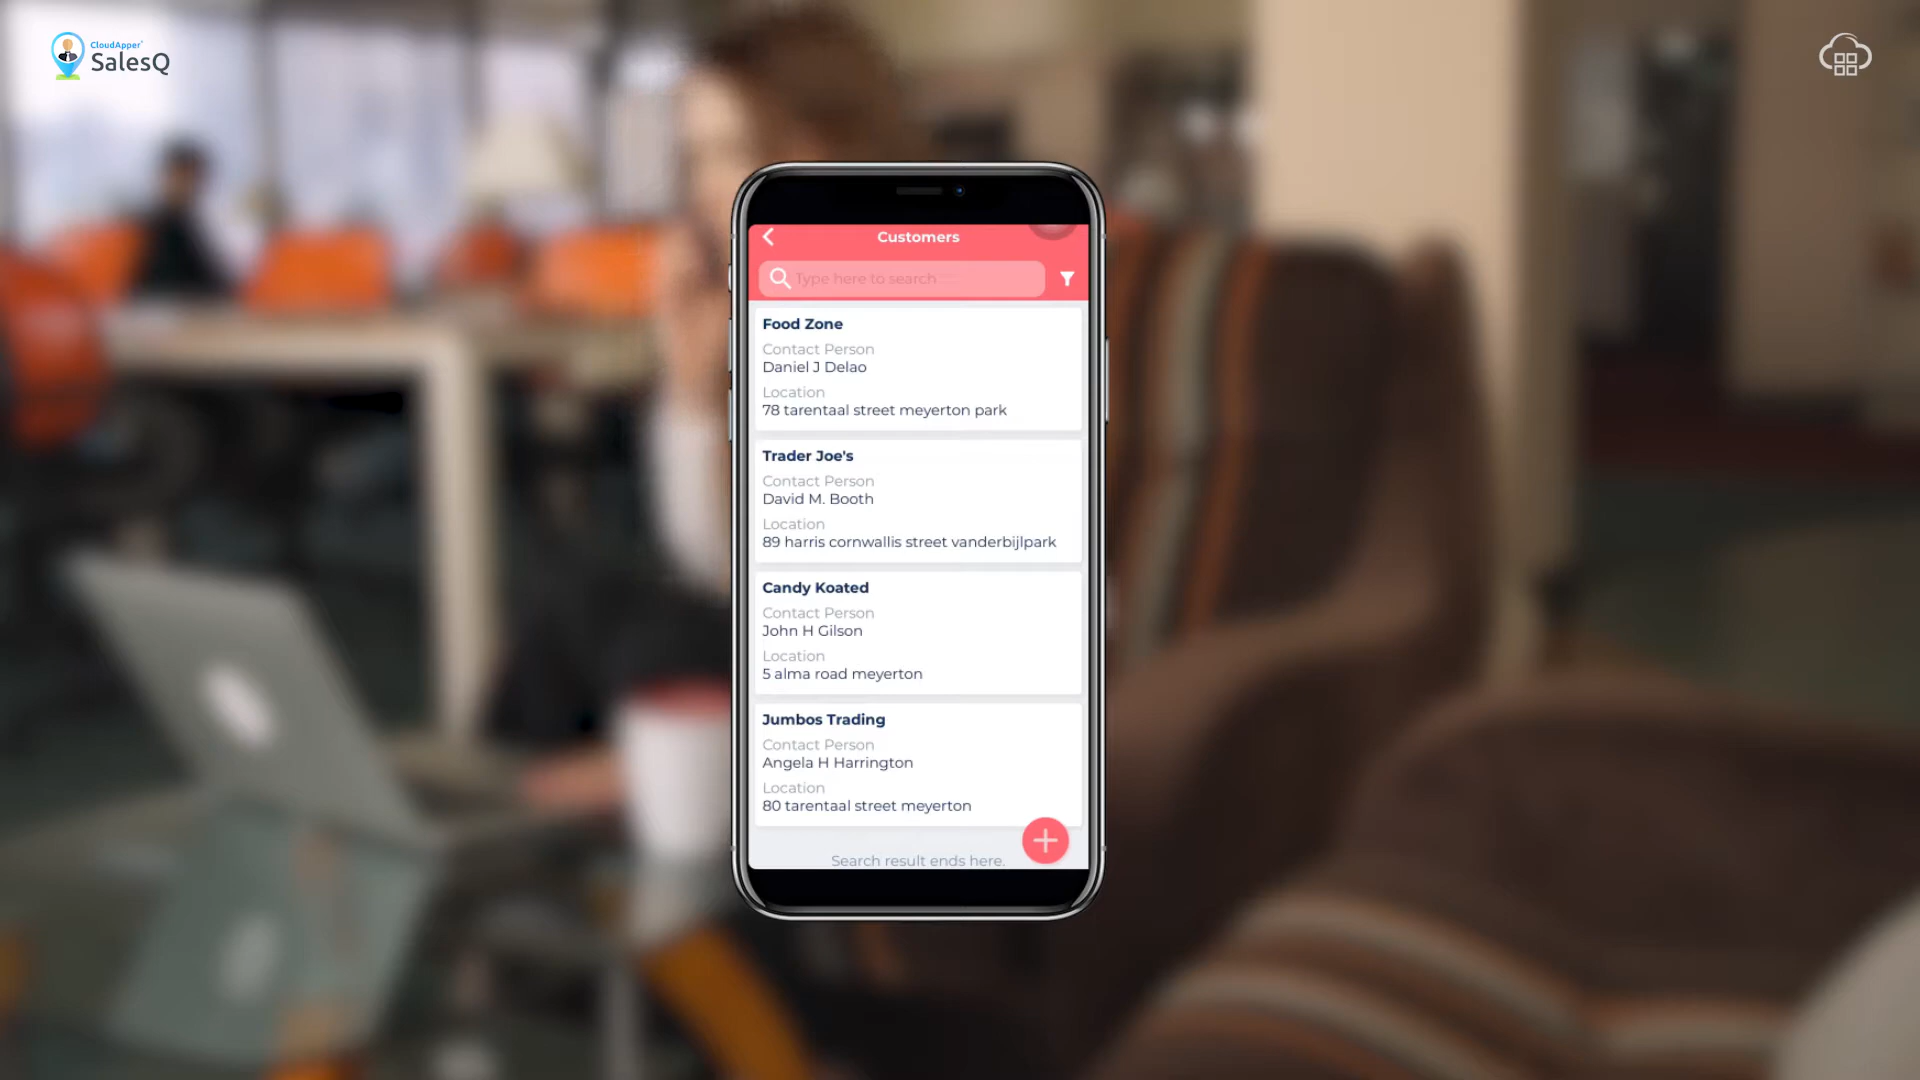 CloudApper
SalesQ
Customers
Type here to search
Food Zone
Contact Person
Daniel J Delao
Location
78 tarentaal street meyerton park
Trader Joe's
Contact Person
David M. Booth
Location
89 harris cornwallis street vanderbijlpark
Candy Koated
Contact Person
John H Gilson
Location
5 alma road meyerton
Jumbos Trading
Contact Person
Angela H Harrington
Location
80 tarentaal street meyerton
Search result ends here.